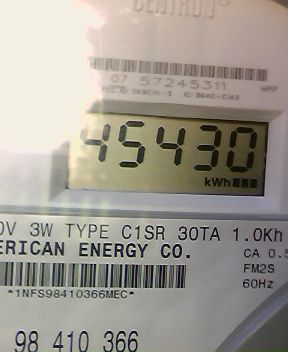 CENTRON®
07 57245311 HPP
45430
kWh
0V 3W TYPE C1SR 30TA 1.0Kh
ERICAN ENERGY CO.
CA 0.5
FM2S
60Hz
*1NFS98410366MEC*
98 410 366